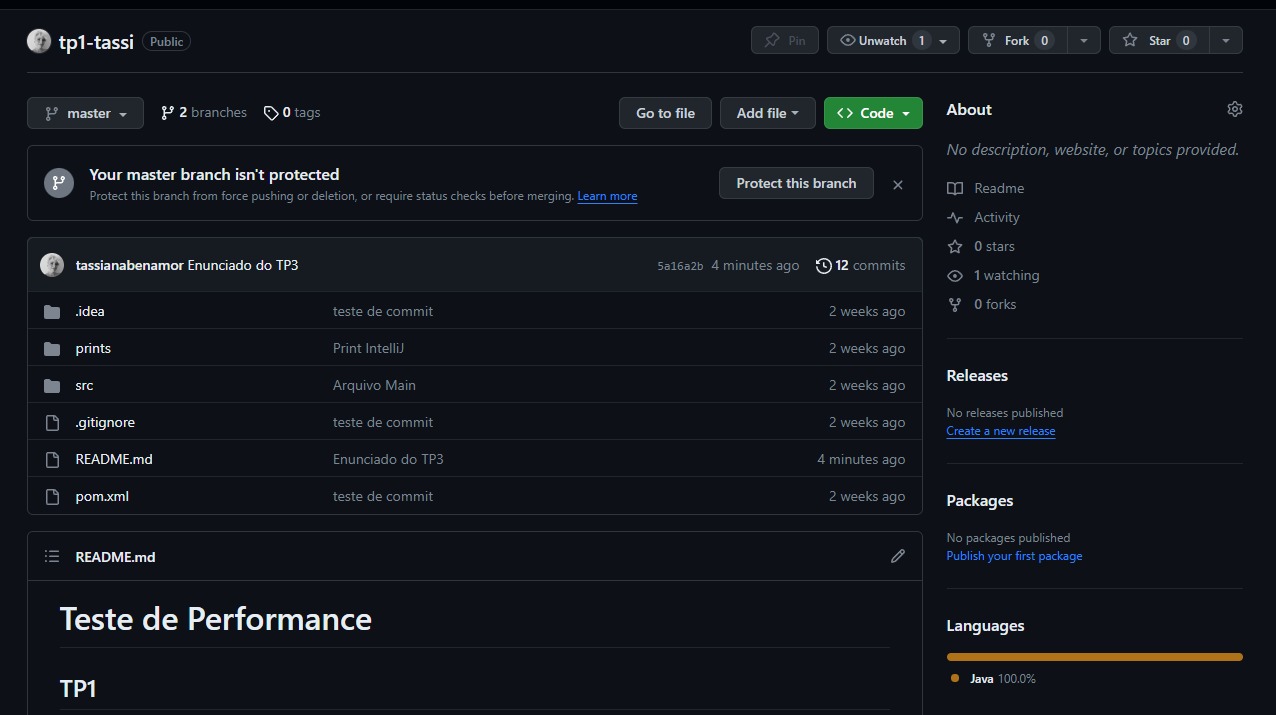 tp1-tassi Public
Pin Unwatch 1 Fork 0 Star 0
master 2 branches 0 tags Go to file Add file <> Code
Your master branch isn't protected
Protect this branch from force pushing or deletion, or require status checks before merging. Learn more
Protect this branch
tassianabenamor Enunciado do TP3 5a16a2b 4 minutes ago 12 commits
.idea teste de commit 2 weeks ago
prints Print IntelliJ 2 weeks ago
src Arquivo Main 2 weeks ago
.gitignore teste de commit 2 weeks ago
README.md Enunciado do TP3 4 minutes ago
pom.xml teste de commit 2 weeks ago
README.md
Teste de Performance
TP1
About
No description, website, or topics provided.
Readme
Activity
0 stars
1 watching
0 forks
Releases
No releases published
Create a new release
Packages
No packages published
Publish your first package
Languages
Java 100.0%